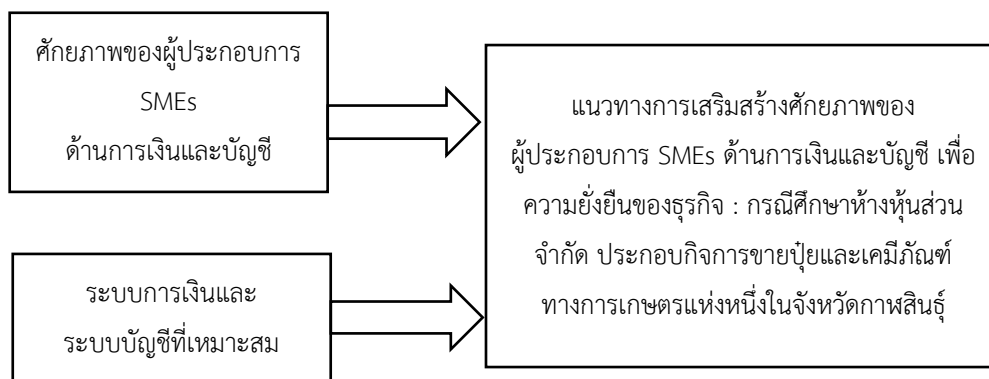 ศักยภาพของผู้ประกอบการ
SMEs
ด้านการเงินและบัญชี
ระบบการเงินและ
ระบบบัญชีที่เหมาะสม
แนวทางการเสริมสร้างศักยภาพของ
ผู้ประกอบการ SMEs ด้านการเงินและบัญชี เพื่อ
ความยั่งยืนของธุรกิจ : กรณีศึกษาห้างหุ้นส่วน
จำกัด ประกอบกิจการขายปุ๋ยและเคมีภัณฑ์
ทางการเกษตรแห่งหนึ่งในจังหวัดกาฬสินธุ์